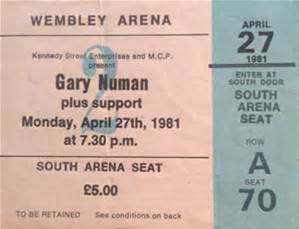 WEMBLEY ARENA
Kennedy Street Enterprises and M.C.P.
present
2
Gary Numan
plus support
Monday, April 27th, 1981
at 7.30 p.m.
SOUTH ARENA SEAT
£5.00
TO BE RETAINED See conditions on back
APRIL
27
1981
ENTER AT
SOUTH DOOR
SOUTH
ARENA
SEAT
ROW
A
SEAT
70